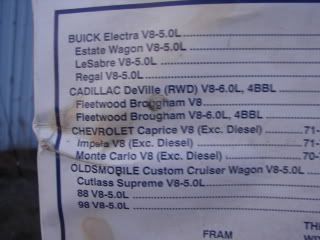 BUICK Electra V8-5.0L
Estate Wagon V8-5.0L
LeSabre V8-5.0L
Regal V8-5.0L
CADILLAC DeVille (RWD) V8-6.0L, 4BBL
Fleetwood Brougham V8
Fleetwood Brougham V8-6.0L, 4BBL
CHEVROLET Caprice V8 (Exc. Diesel) 71-
Impala V8 (Exc. Diesel) 71-
Monte Carlo V8 (Exc. Diesel) 70-
OLDSMOBILE Custom Cruiser Wagon V8-5.0L
Cutlass Supreme V8-5.0L
88 V8-5.0L
98 V8-5.0L
FRAM